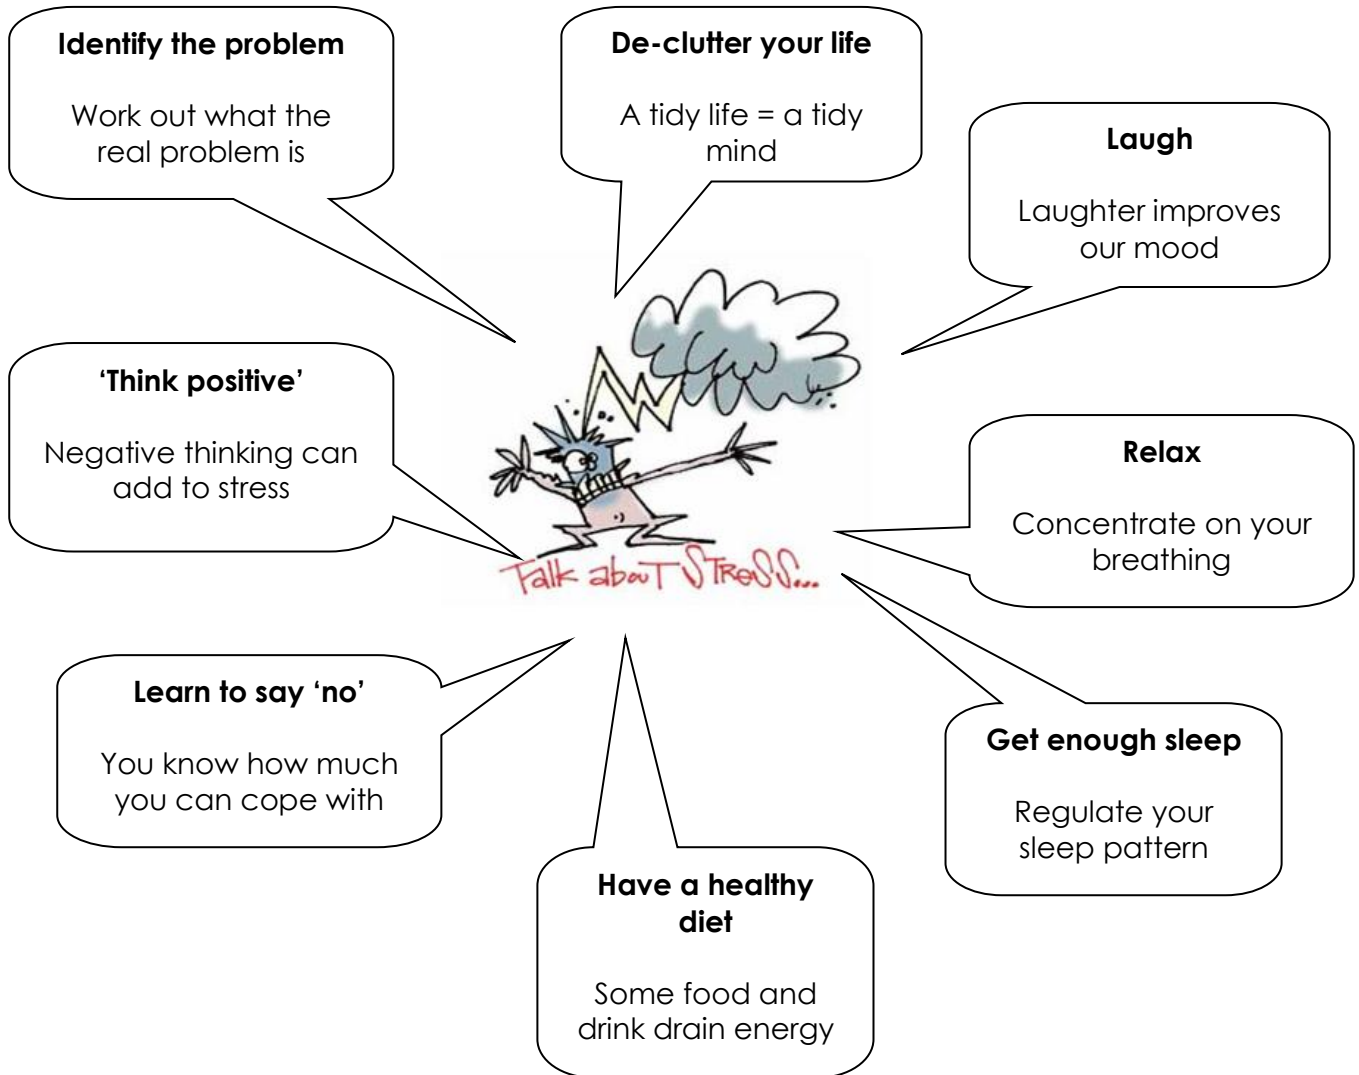 Identify the problem
Work out what the
real problem is
De-clutter your life
A tidy life = a tidy
mind
Laugh
Laughter improves
our mood
‘Think positive’
Negative thinking can
add to stress
Relax
Concentrate on your
breathing
Talk about STReSS...
Learn to say ‘no’
You know how much
you can cope with
Get enough sleep
Regulate your
sleep pattern
Have a healthy
diet
Some food and
drink drain energy